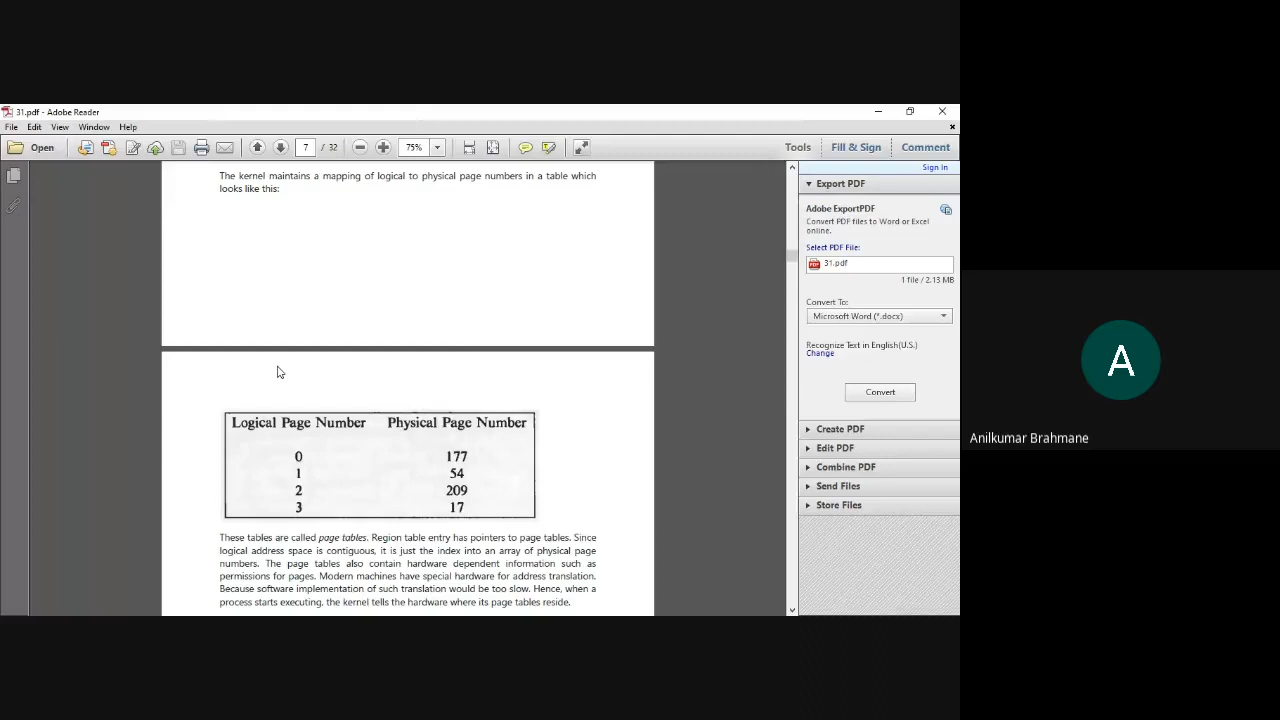 31.pdf - Adobe Reader
File Edit View Window Help
Open 7 / 32 75% Tools Fill & Sign Comment
Sign In
The kernel maintains a mapping of logical to physical page numbers in a table which
looks like this:
Logical Page Number Physical Page Number
0 177
1 54
2 209
3 17
These tables are called page tables. Region table entry has pointers to page tables. Since
logical address space is contiguous, it is just the index into an array of physical page
numbers. The page tables also contain hardware dependent information such as
permissions for pages. Modern machines have special hardware for address translation.
Because software implementation of such translation would be too slow. Hence, when a
process starts executing, the kernel tells the hardware where its page tables reside.
Export PDF
Adobe ExportPDF
Convert PDF files to Word or Excel
online.
Select PDF File:
31.pdf
1 file / 2.13 MB
Convert To:
Microsoft Word (*.docx)
Recognize Text in English(U.S.)
Change
Convert
Create PDF
Edit PDF
Combine PDF
Send Files
Store Files
A
Anilkumar Brahmane